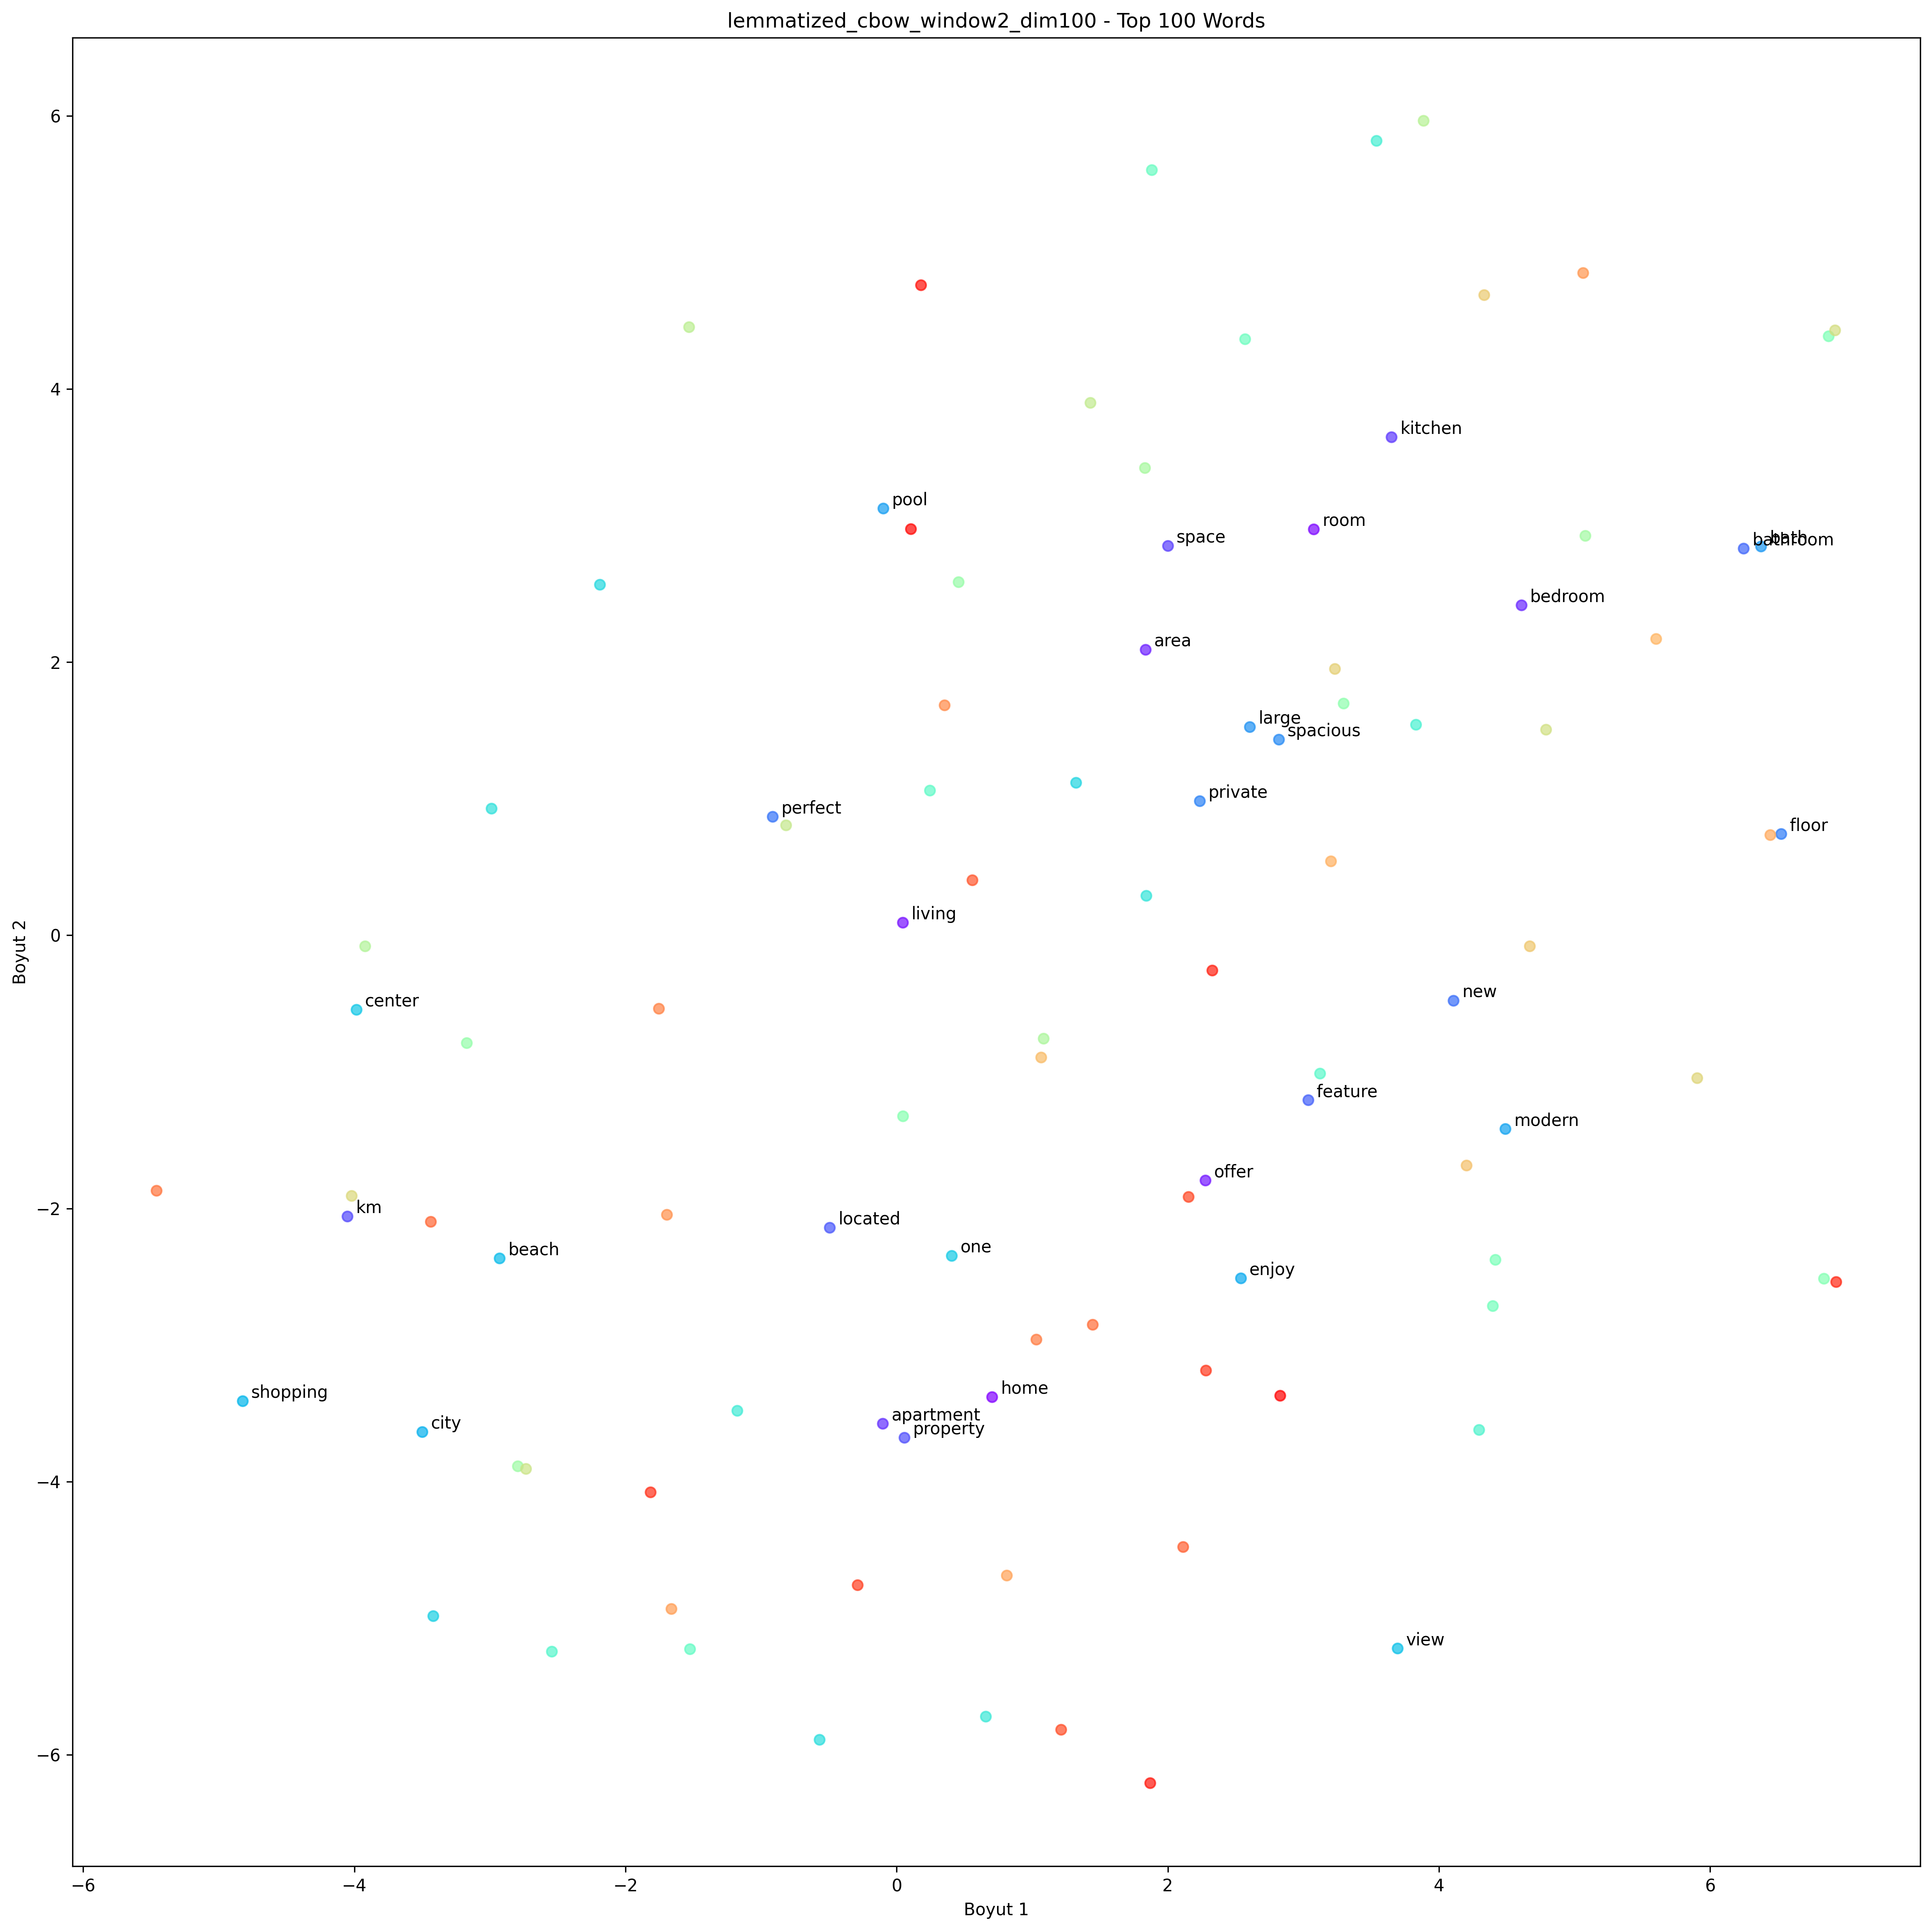 lemmatized_cbow_window2_dim100 - Top 100 Words
6
4
kitchen
pool
room
space
bath
bathroom
bedroom
area
2
large
spacious
private
perfect
floor
living
0
Boyut 2
new
center
feature
modern
offer
−2
km
located
one
beach
enjoy
home
shopping
apartment
city
property
−4
view
−6
−6 −4 −2 0 2 4 6
Boyut 1